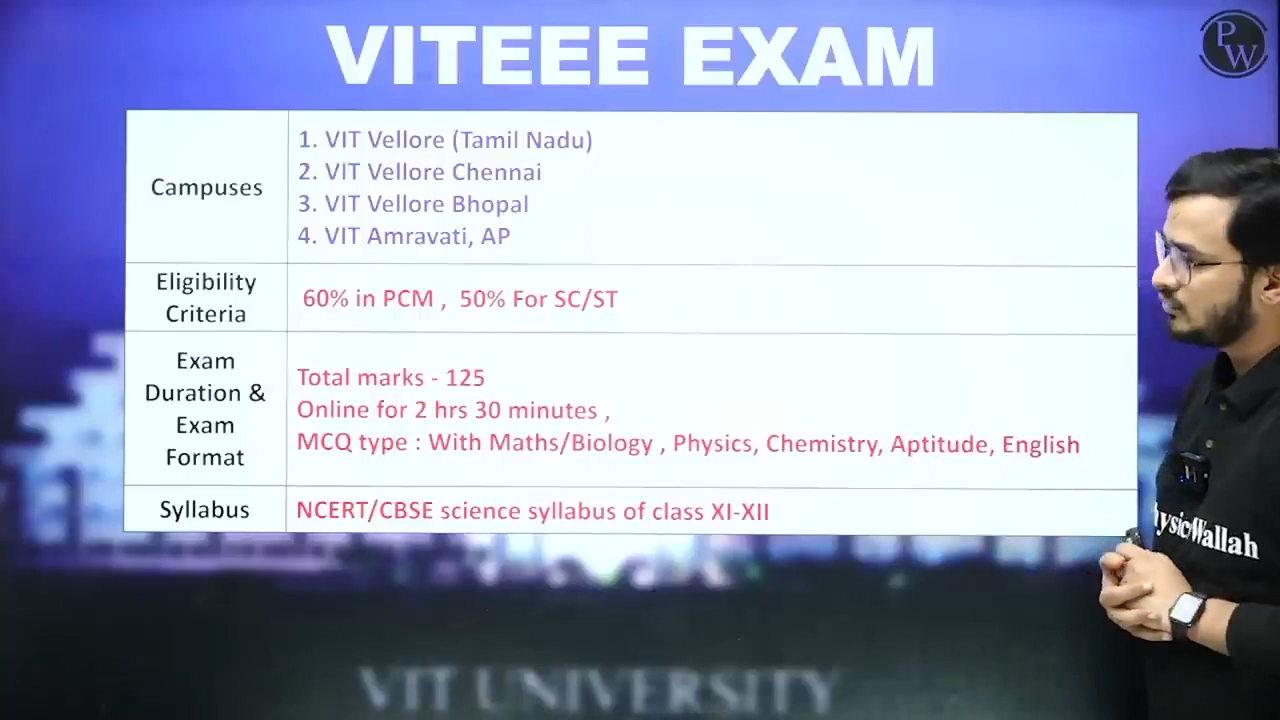 VITEEE EXAM
PW
Campuses
1. VIT Vellore (Tamil Nadu)
2. VIT Vellore Chennai
3. VIT Vellore Bhopal
4. VIT Amravati, AP
Eligibility
Criteria
60% in PCM , 50% For SC/ST
Exam
Duration &
Exam
Format
Total marks - 125
Online for 2 hrs 30 minutes ,
MCQ type : With Maths/Biology , Physics, Chemistry, Aptitude, English
Syllabus
NCERT/CBSE science syllabus of class XI-XII
hysicsWallah
VIT UNIVERSITY